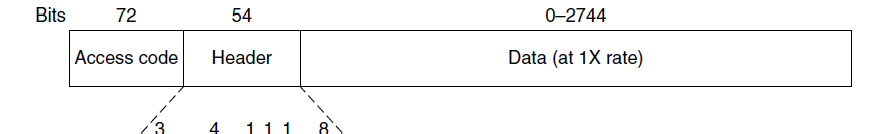 Bits 72 54 0–2744
Access code Header Data (at 1X rate)
3 4 1 1 1 8